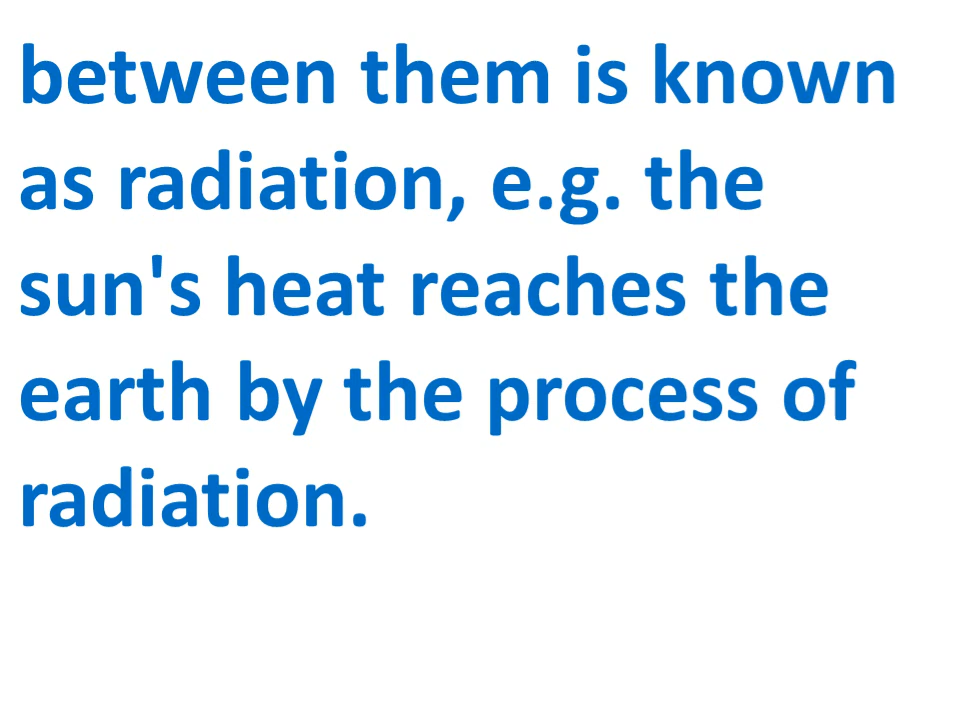 between them is known
as radiation, e.g. the
sun's heat reaches the
earth by the process of
radiation.